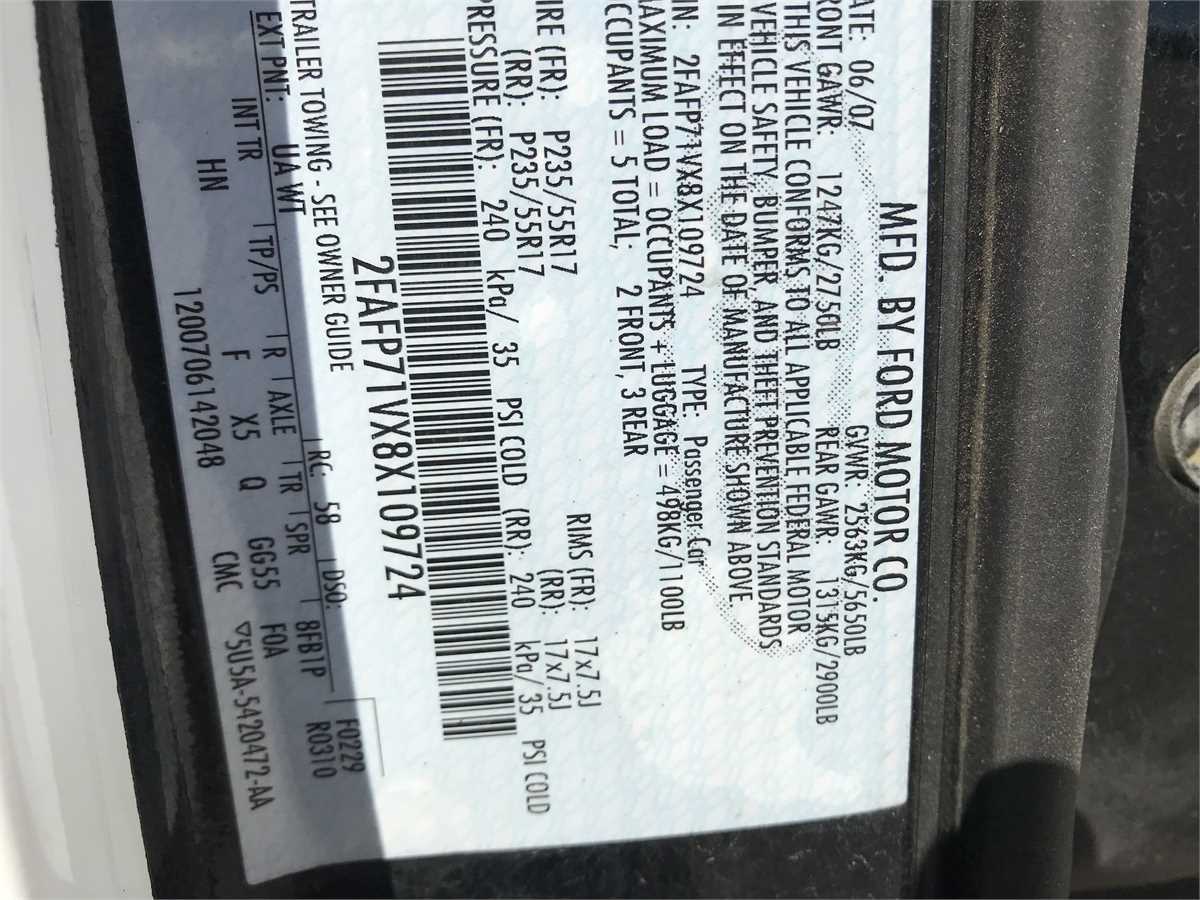 MFD. BY FORD MOTOR CO.
ATE: 06/07 GVWR: 2563KG/5650LB
RONT GAWR: 1247KG/2750LB REAR GAWR: 1315KG/2900LB
THIS VEHICLE CONFORMS TO ALL APPLICABLE FEDERAL MOTOR
VEHICLE SAFETY, BUMPER, AND THEFT PREVENTION STANDARDS
IN EFFECT ON THE DATE OF MANUFACTURE SHOWN ABOVE.
IN: 2FAFP71VX8X109724 TYPE: Passenger Car
MAXIMUM LOAD = OCCUPANTS + LUGGAGE = 498KG/1100LB
CCUPANTS = 5 TOTAL; 2 FRONT, 3 REAR
IRE (FR): P235/55R17 RIMS (FR): 17x7.5J
(RR): P235/55R17 (RR): 17x7.5J
PRESSURE (FR): 240 kPa/ 35 PSI COLD (RR): 240 kPa/ 35 PSI COLD
2FAFP71VX8X109724
TRAILER TOWING - SEE OWNER GUIDE
EXT PNT: UA WT RC: 58 DSO: F0229
INT TR TP/PS R AXLE TR SPR 8FB1P R0310
HN F X5 Q GG55 F0A
1200706142048 CMC ▽5U5A-5420472-AA